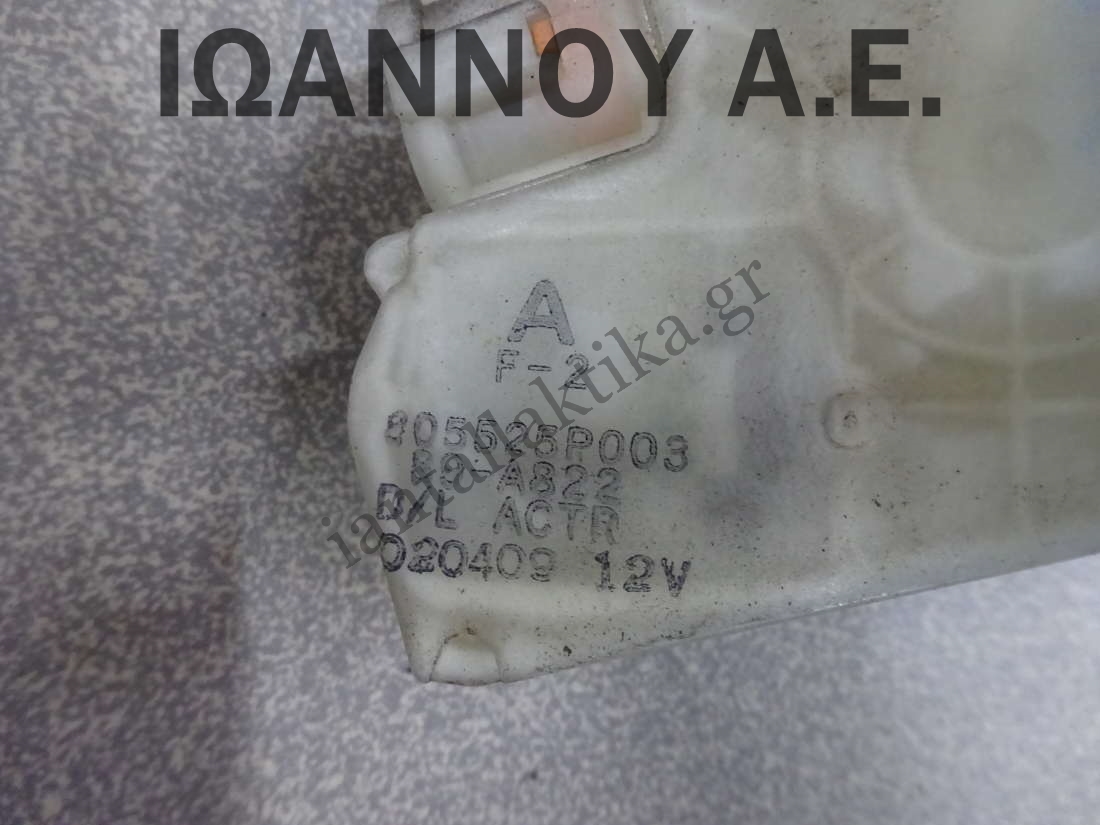 ΙΩΑΝΝΟΥ Α.Ε.
iantallaktika.gr
A
F-2
805525P003
A822
D/L ACTR
020409 12V